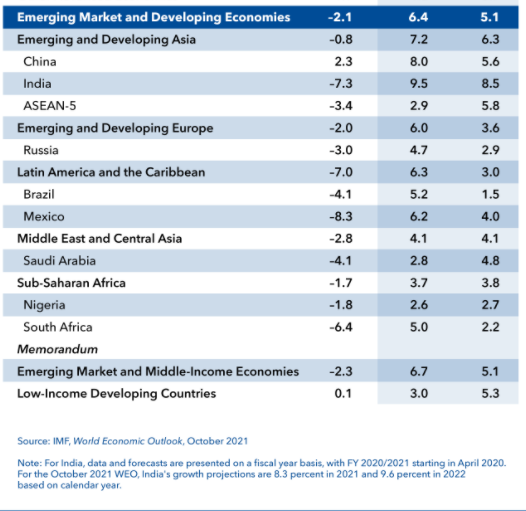 Emerging Market and Developing Economies –2.1 6.4 5.1
Emerging and Developing Asia –0.8 7.2 6.3
China 2.3 8.0 5.6
India –7.3 9.5 8.5
ASEAN-5 –3.4 2.9 5.8
Emerging and Developing Europe –2.0 6.0 3.6
Russia –3.0 4.7 2.9
Latin America and the Caribbean –7.0 6.3 3.0
Brazil –4.1 5.2 1.5
Mexico –8.3 6.2 4.0
Middle East and Central Asia –2.8 4.1 4.1
Saudi Arabia –4.1 2.8 4.8
Sub-Saharan Africa –1.7 3.7 3.8
Nigeria –1.8 2.6 2.7
South Africa –6.4 5.0 2.2
Memorandum
Emerging Market and Middle-Income Economies –2.3 6.7 5.1
Low-Income Developing Countries 0.1 3.0 5.3
Source: IMF, World Economic Outlook, October 2021
Note: For India, data and forecasts are presented on a fiscal year basis, with FY 2020/2021 starting in April 2020.
For the October 2021 WEO, India's growth projections are 8.3 percent in 2021 and 9.6 percent in 2022
based on calendar year.